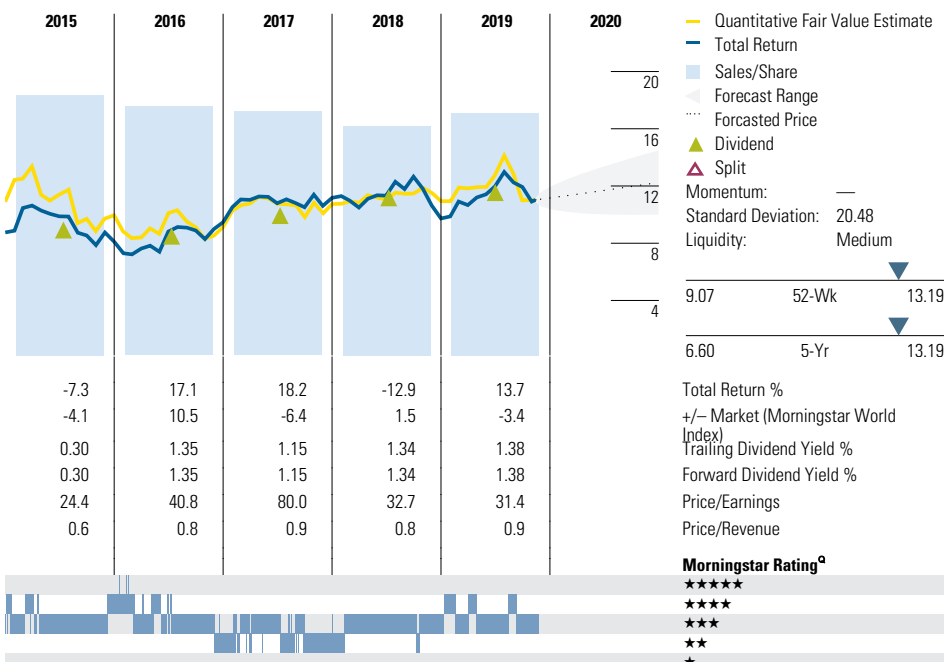 2015 2016 2017 2018 2019 2020
Quantitative Fair Value Estimate
Total Return
Sales/Share
Forecast Range
Forcasted Price
Dividend
Split
Momentum: —
Standard Deviation: 20.48
Liquidity: Medium
20
16
12
8
4
9.07 52-Wk 13.19
6.60 5-Yr 13.19
-7.3 17.1 18.2 -12.9 13.7 Total Return %
-4.1 10.5 -6.4 1.5 -3.4 +/– Market (Morningstar World
Index)
0.30 1.35 1.15 1.34 1.38 Trailing Dividend Yield %
0.30 1.35 1.15 1.34 1.38 Forward Dividend Yield %
24.4 40.8 80.0 32.7 31.4 Price/Earnings
0.6 0.8 0.9 0.8 0.9 Price/Revenue
Morningstar RatingQ
★★★★★
★★★★
★★★
★★
★